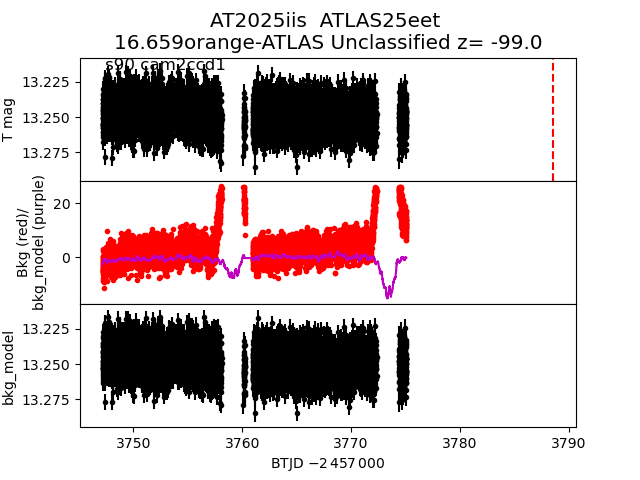 AT2025iis  ATLAS25eet
16.659orange-ATLAS Unclassified z= -99.0
s90 cam2ccd1
T mag
13.225
13.250
13.275
Bkg (red)/
bkg_model (purple)
20
0
bkg_model
13.225
13.250
13.275
3750 3760 3770 3780 3790
BTJD −2 457 000